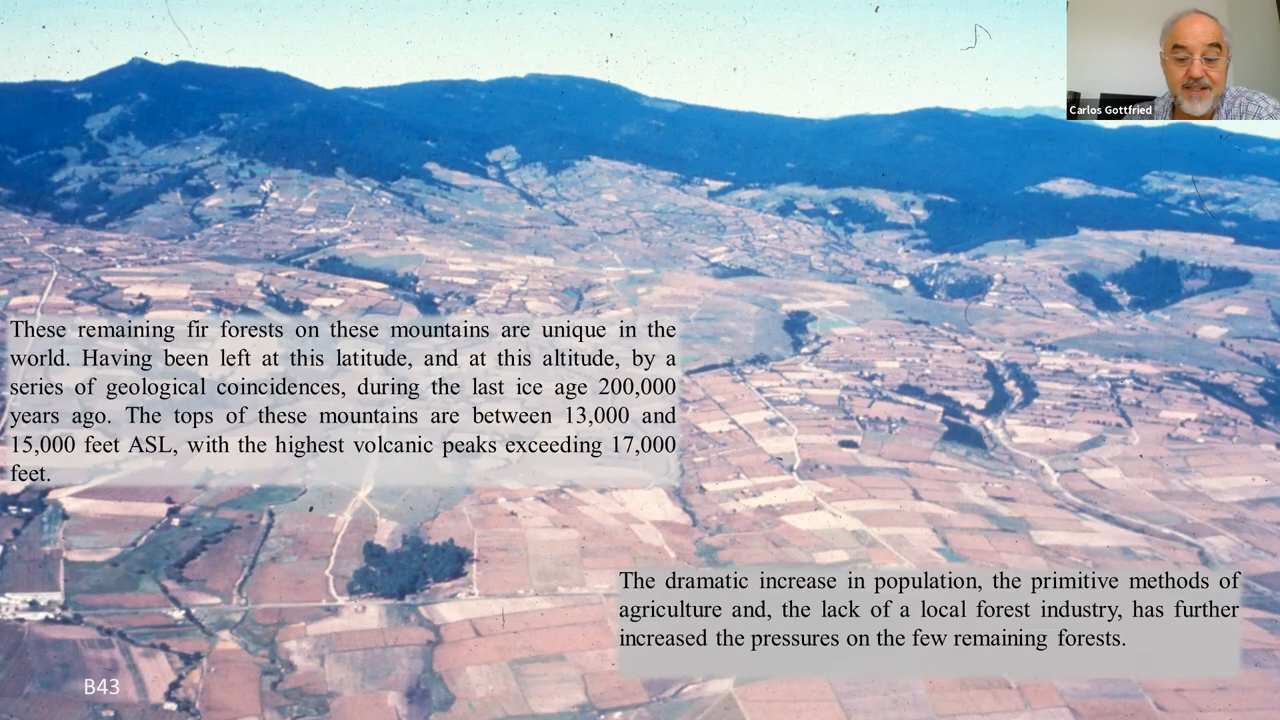 Carlos Gottfried
These remaining fir forests on these mountains are unique in the
world. Having been left at this latitude, and at this altitude, by a
series of geological coincidences, during the last ice age 200,000
years ago. The tops of these mountains are between 13,000 and
15,000 feet ASL, with the highest volcanic peaks exceeding 17,000
feet.
The dramatic increase in population, the primitive methods of
agriculture and, the lack of a local forest industry, has further
increased the pressures on the few remaining forests.
B43